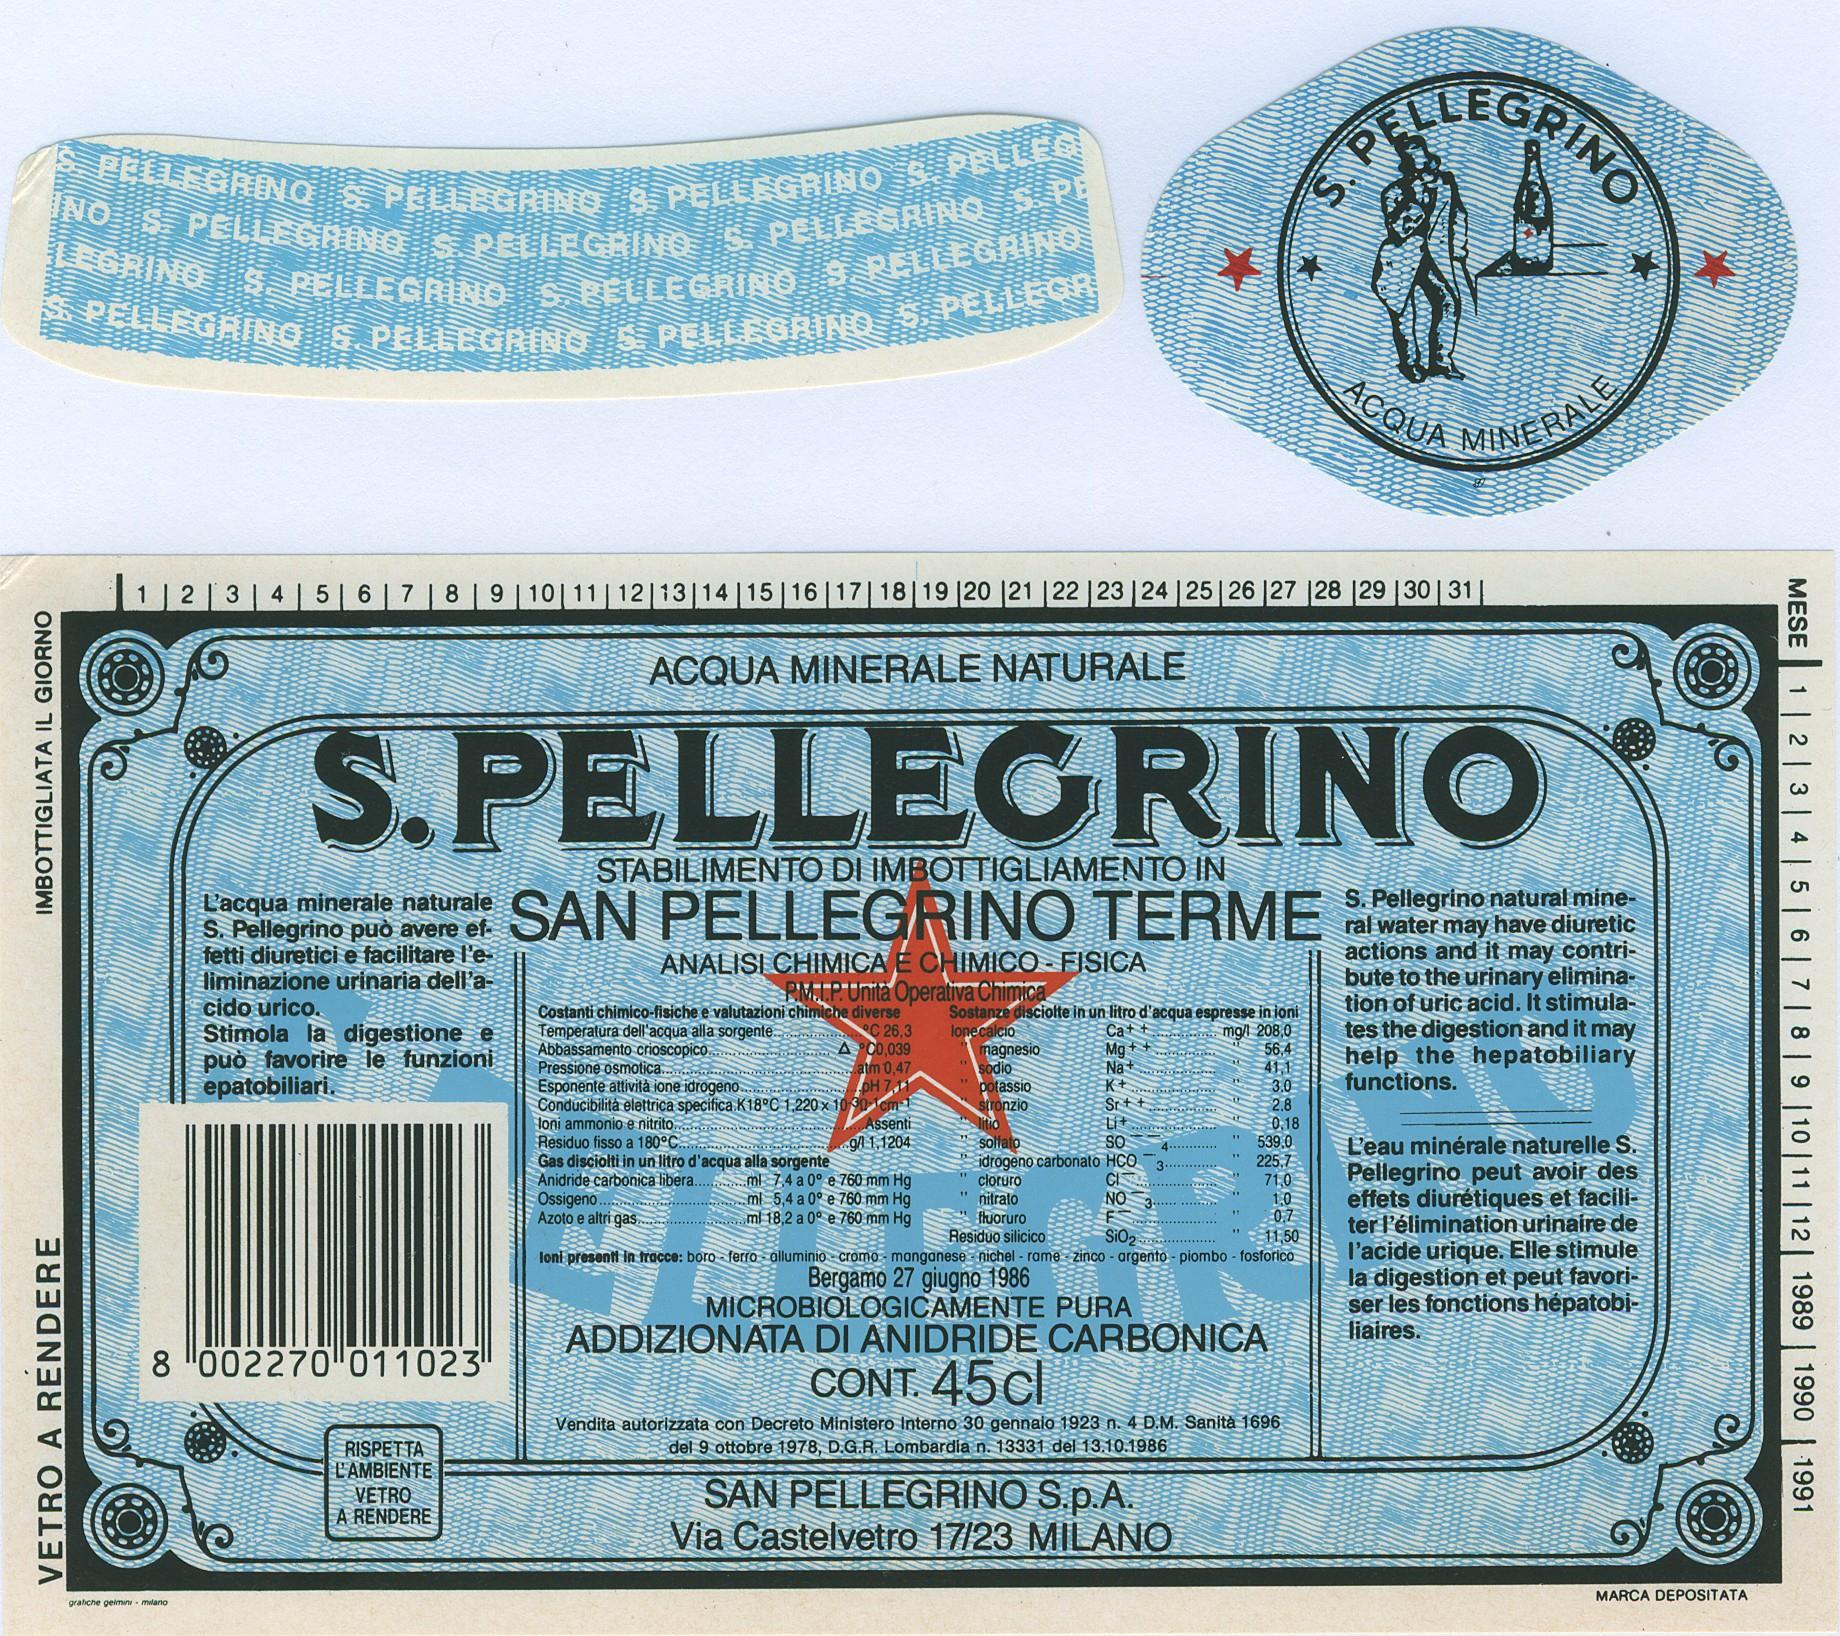 S. PELLEGRINO S. PELLEGRINO S. PELLEGRINO S. PELLEG
INO S. PELLEGRINO S. PELLEGRINO S. PELLEGRINO S. PE
LEGRINO S. PELLEGRINO S. PELLEGRINO S. PELLEGRINO
S. PELLEGRINO S. PELLEGRINO S. PELLEGRINO S. PELLEGR
S. PELLEGRINO
ACQUA MINERALE
IMBOTTIGLIATA IL GIORNO
1 | 2 | 3 | 4 | 5 | 6 | 7 | 8 | 9 | 10 | 11 | 12 | 13 | 14 | 15 | 16 | 17 | 18 | 19 | 20 | 21 | 22 | 23 | 24 | 25 | 26 | 27 | 28 | 29 | 30 | 31 |
MESE | 1 | 2 | 3 | 4 | 5 | 6 | 7 | 8 | 9 | 10 | 11 | 12 | 1989 | 1990 | 1991
VETRO A RENDERE
ACQUA MINERALE NATURALE
S.PELLEGRINO
STABILIMENTO DI IMBOTTIGLIAMENTO IN
SAN PELLEGRINO TERME
L'acqua minerale naturale
S. Pellegrino può avere ef-
fetti diuretici e facilitare l'e-
liminazione urinaria dell'a-
cido urico.
Stimola la digestione e
può favorire le funzioni
epatobiliari.
8 002270 011023
RISPETTA
L'AMBIENTE
VETRO
A RENDERE
ANALISI CHIMICA E CHIMICO - FISICA
P.M.I.P. Unità Operativa Chimica
Costanti chimico-fisiche e valutazioni chimiche diverse
Temperatura dell'acqua alla sorgente..........°C 26,3
Abbassamento crioscopico..........Δ °C0,039
Pressione osmotica..........atm 0,47
Esponente attività ione idrogeno..........pH 7,11
Conducibilità elettrica specifica.K18°C 1,220 x 10-3Ω-1cm-1
Ioni ammonio e nitrito..........Assenti
Residuo fisso a 180°C..........g/l 1,1204
Gas disciolti in un litro d'acqua alla sorgente
Anidride carbonica libera..........ml 7,4 a 0° e 760 mm Hg
Ossigeno..........ml 5,4 a 0° e 760 mm Hg
Azoto e altri gas..........ml 18,2 a 0° e 760 mm Hg
Sostanze disciolte in un litro d'acqua espresse in ioni
Ione calcio Ca++ .......... mg/l 208,0
" magnesio Mg++ .......... " 56,4
" sodio Na+ .......... " 41,1
" potassio K+ .......... " 3,0
" stronzio Sr++ .......... " 2,8
" litio Li+ .......... " 0,18
" solfato SO--4 .......... " 539,0
" idrogeno carbonato HCO-3 .......... " 225,7
" cloruro Cl- .......... " 71,0
" nitrato NO-3 .......... " 1,0
" fluoruro F- .......... " 0,7
Residuo silicico SiO2 .......... " 11,50
Ioni presenti in tracce: boro - ferro - alluminio - cromo - manganese - nichel - rame - zinco - argento - piombo - fosforico
Bergamo 27 giugno 1986
MICROBIOLOGICAMENTE PURA
ADDIZIONATA DI ANIDRIDE CARBONICA
CONT. 45cl
Vendita autorizzata con Decreto Ministero Interno 30 gennaio 1923 n. 4 D.M. Sanità 1696
del 9 ottobre 1978, D.G.R. Lombardia n. 13331 del 13.10.1986
S. Pellegrino natural mine-
ral water may have diuretic
actions and it may contri-
bute to the urinary elimina-
tion of uric acid. It stimula-
tes the digestion and it may
help the hepatobiliary
functions.
L'eau minérale naturelle S.
Pellegrino peut avoir des
effets diurétiques et facili-
ter l'élimination urinaire de
l'acide urique. Elle stimule
la digestion et peut favori-
ser les fonctions hépatobi-
liaires.
SAN PELLEGRINO S.p.A.
Via Castelvetro 17/23 MILANO
grafiche gelmini - milano
MARCA DEPOSITATA